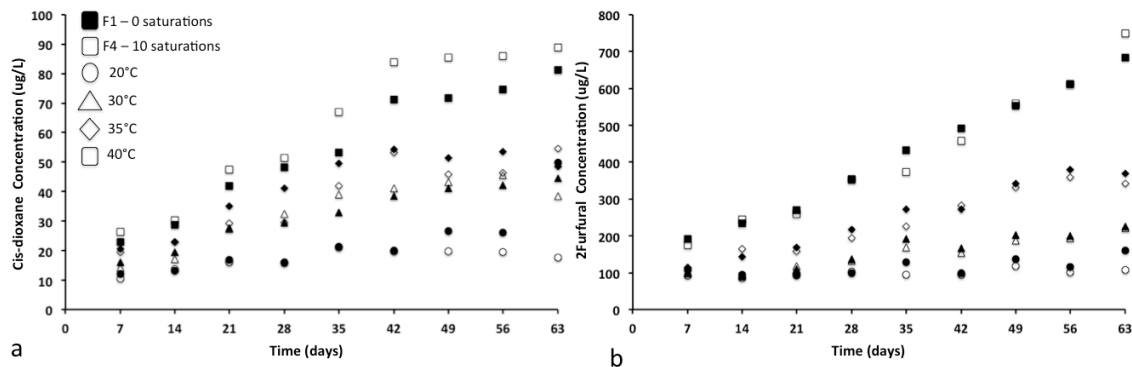 100
90
80
70
60
50
40
30
20
10
0
Cis-dioxane Concentration (ug/L)
F1 – 0 saturations
F4 – 10 saturations
20°C
30°C
35°C
40°C
0 7 14 21 28 35 42 49 56 63
Time (days)
a
800
700
600
500
400
300
200
100
0
2Furfural Concentration (ug/L)
0 7 14 21 28 35 42 49 56 63
Time (days)
b